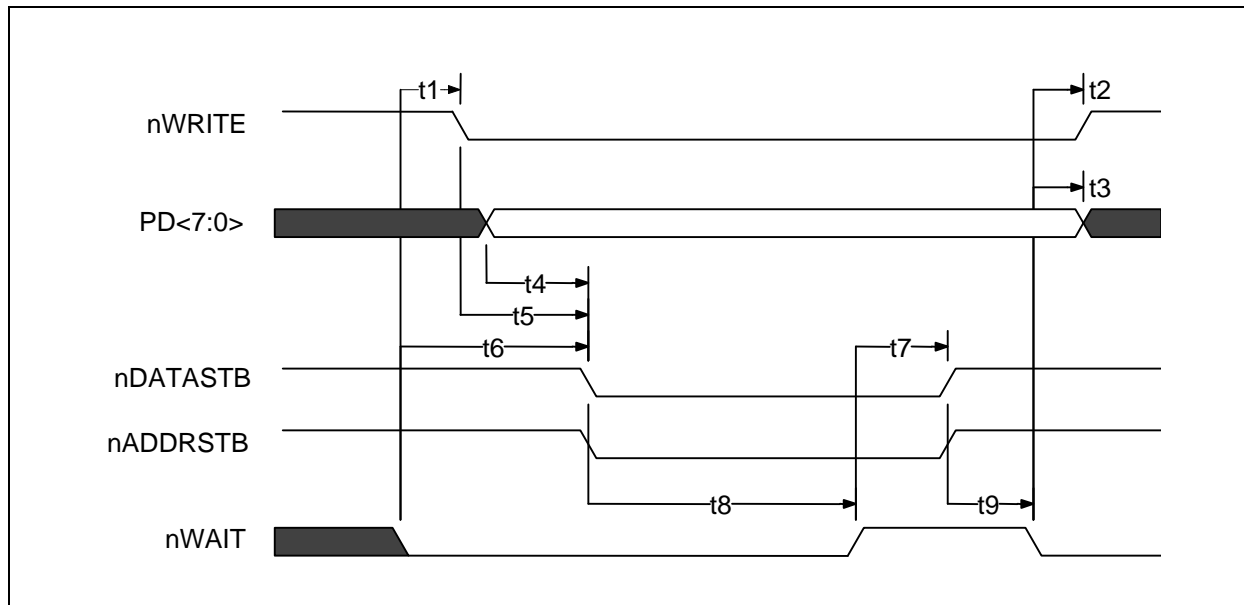 t1 t2
nWRITE
t3
PD<7:0>
t4
t5
t6 t7
nDATASTB
nADDRSTB
t8 t9
nWAIT